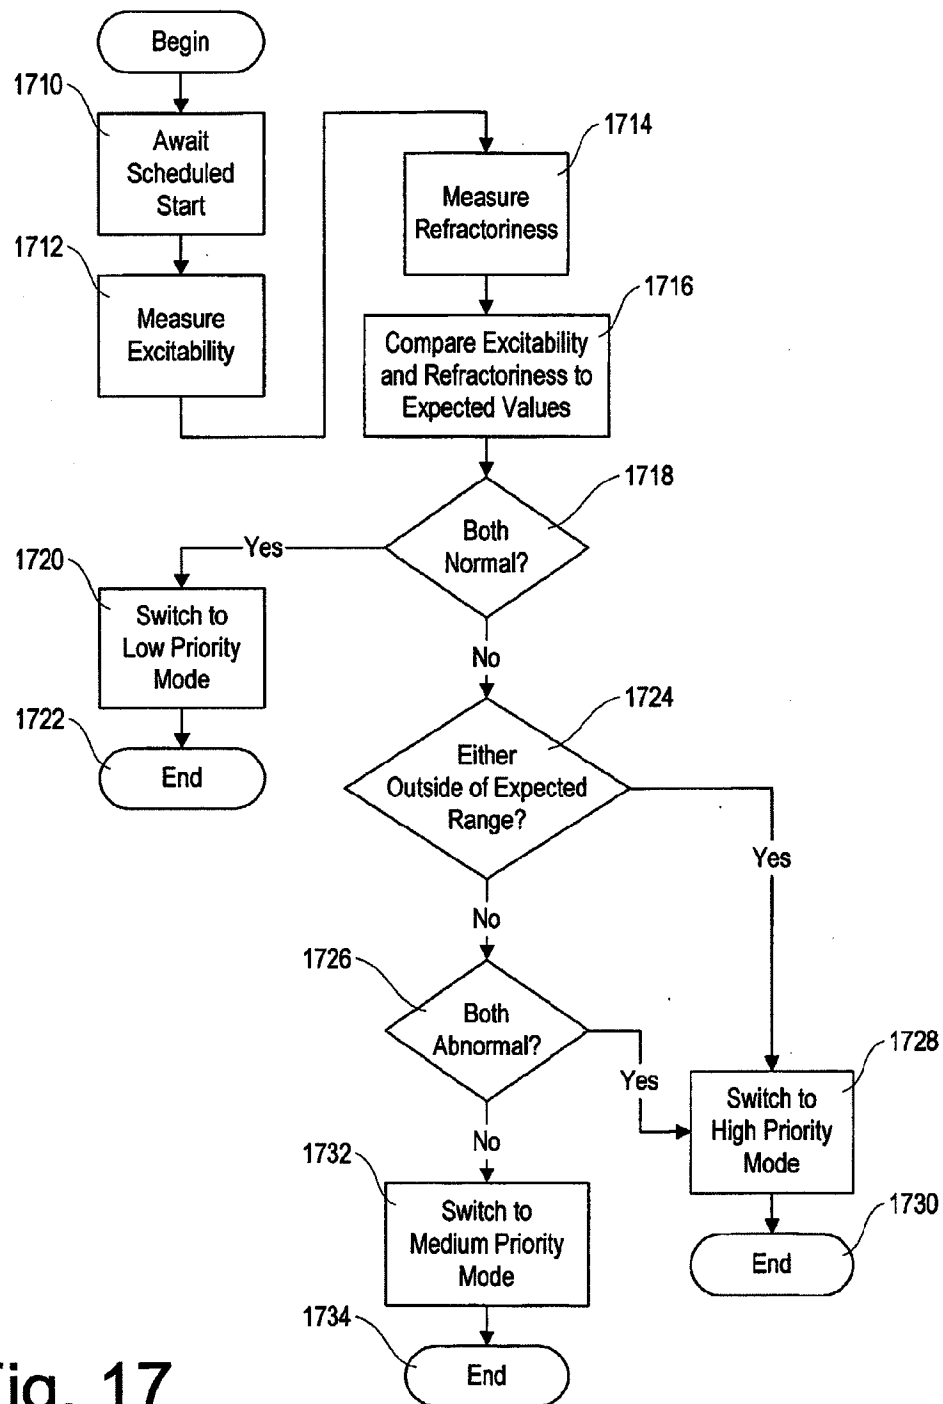 Begin
1710
Await
Scheduled
Start
1712
Measure
Excitability
1714
Measure
Refractoriness
1716
Compare Excitability
and Refractoriness to
Expected Values
1718
Both
Normal?
Yes
1720
Switch to
Low Priority
Mode
1722
End
No
1724
Either
Outside of Expected
Range?
Yes
No
1726
Both
Abnormal?
Yes
1728
Switch to
High Priority
Mode
1730
End
No
1732
Switch to
Medium Priority
Mode
1734
End
Fig. 17